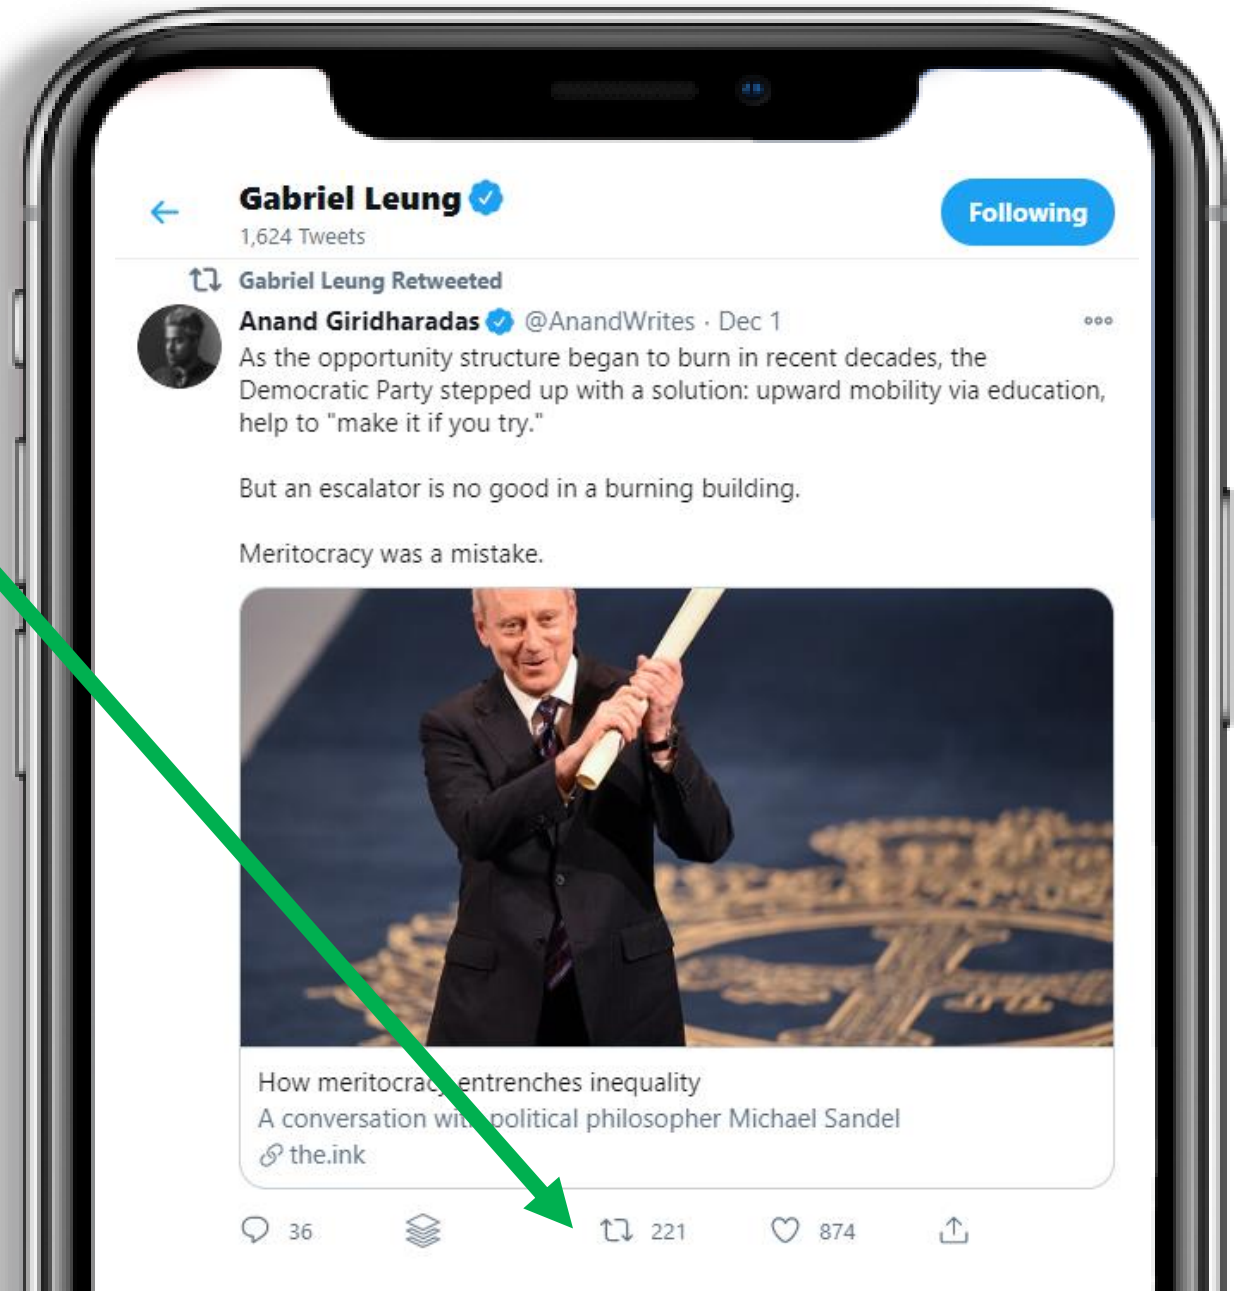 Gabriel Leung
Following
1,624 Tweets
Gabriel Leung Retweeted
Anand Giridharadas @AnandWrites · Dec 1
As the opportunity structure began to burn in recent decades, the
Democratic Party stepped up with a solution: upward mobility via education,
help to "make it if you try."
But an escalator is no good in a burning building.
Meritocracy was a mistake.
How meritocracy entrenches inequality
A conversation with political philosopher Michael Sandel
the.ink
36 221 874